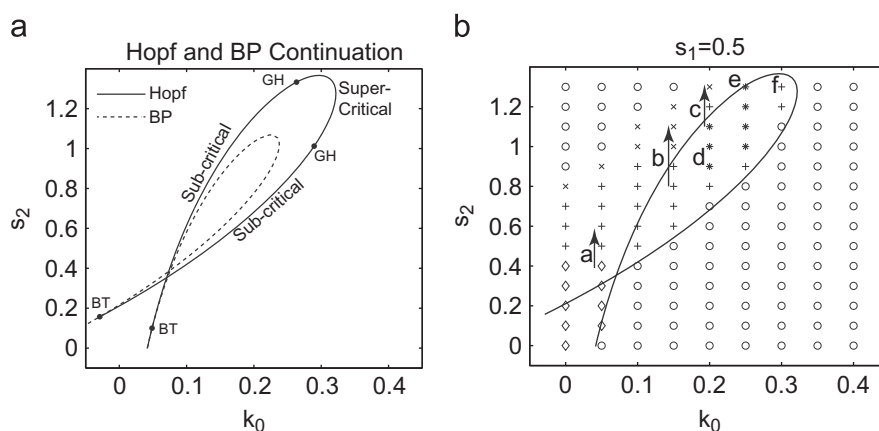 a
Hopf and BP Continuation
Hopf
BP
GH
Super-
Critical
Sub-critical
GH
Sub-critical
BT
BT
1.2
1
0.8
0.6
0.4
0.2
0
s2
0 0.1 0.2 0.3 0.4
k0
b
s1=0.5
e
f
c
b
d
a
1.2
1
0.8
0.6
0.4
0.2
0
s2
0 0.1 0.2 0.3 0.4
k0